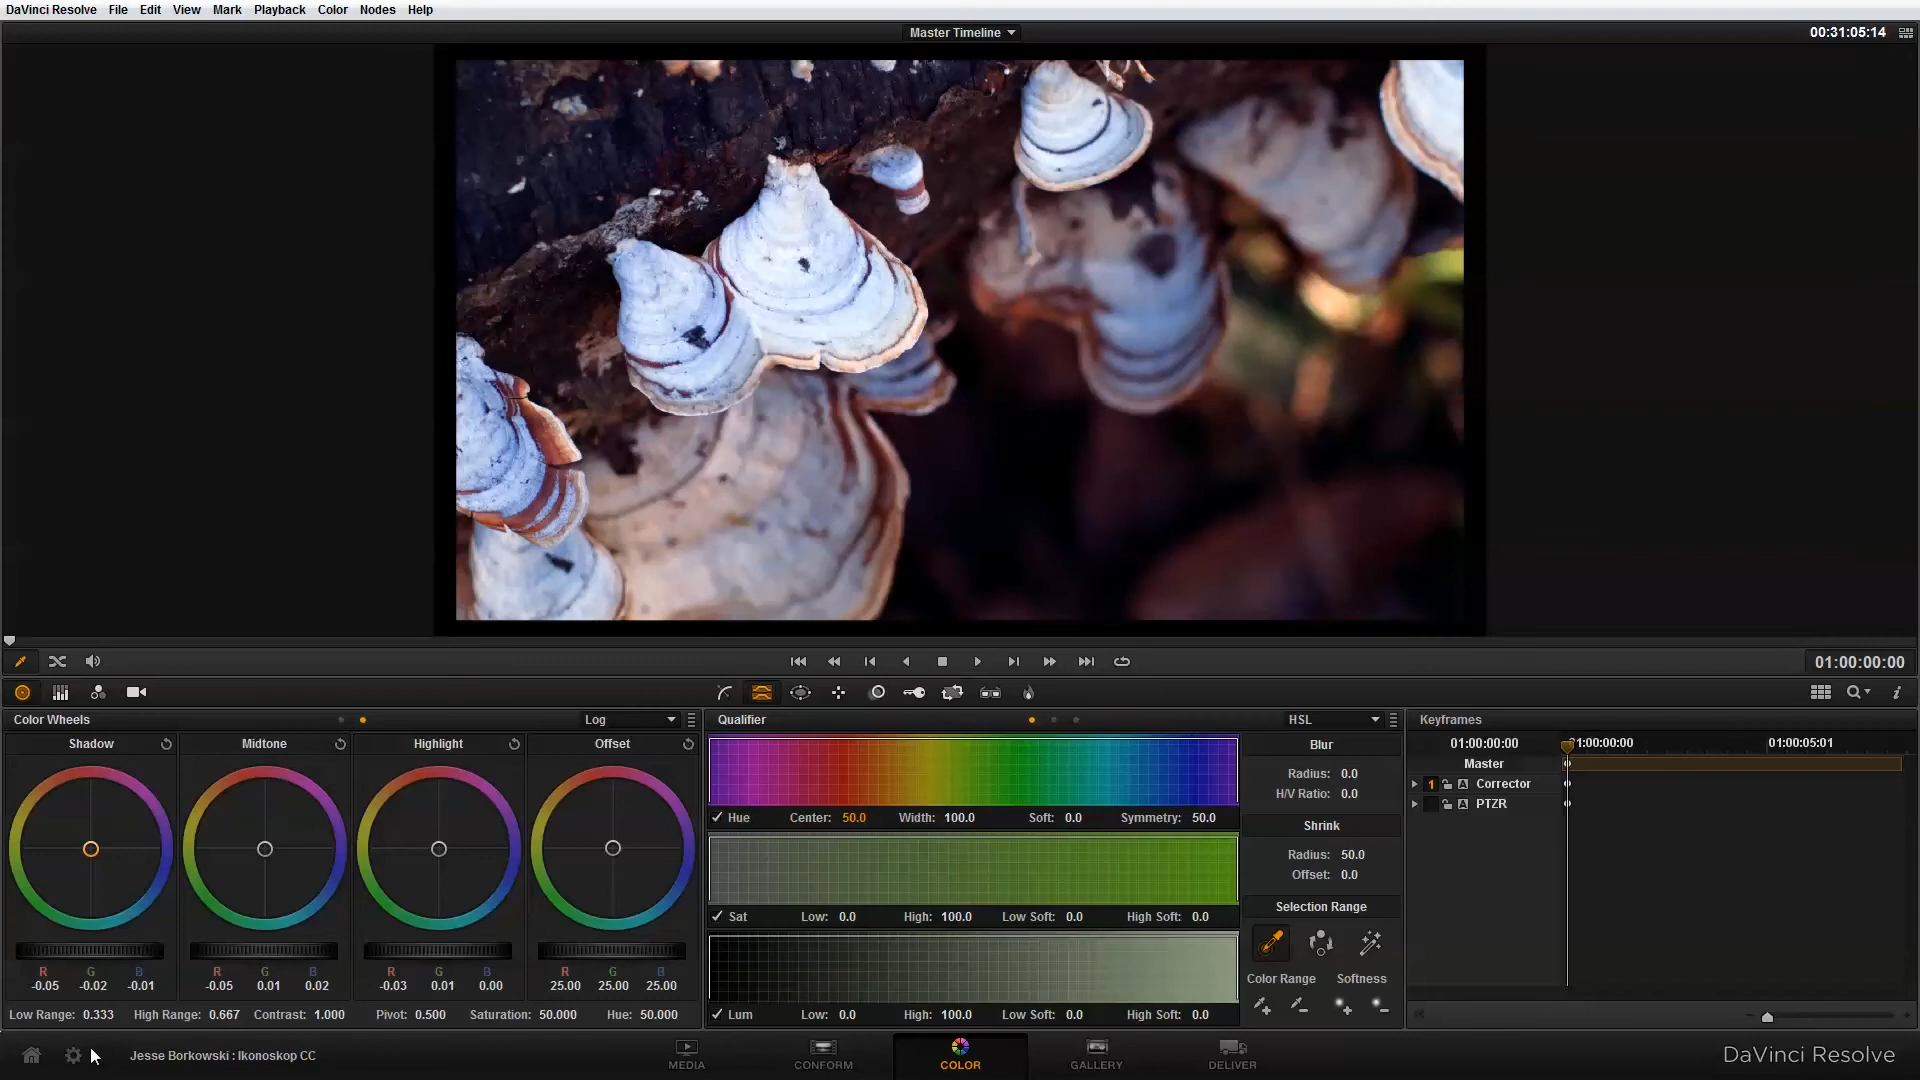 DaVinci Resolve File Edit View Mark Playback Color Nodes Help
Master Timeline 00:31:05:14
01:00:00:00
Color Wheels Log Qualifier HSL Keyframes
Shadow Midtone Highlight Offset Blur 01:00:00:00 01:00:00:00 01:00:05:01
Master
Radius: 0.0
1 A Corrector
H/V Ratio: 0.0
A PTZR
Hue Center: 50.0 Width: 100.0 Soft: 0.0 Symmetry: 50.0
Shrink
Radius: 50.0
Offset: 0.0
Selection Range
Sat Low: 0.0 High: 100.0 Low Soft: 0.0 High Soft: 0.0
R G B R G B R G B R G B
-0.05 -0.02 -0.01 -0.05 0.01 0.02 -0.03 0.01 0.00 25.00 25.00 25.00
Color Range Softness
Low Range: 0.333 High Range: 0.667 Contrast: 1.000 Pivot: 0.500 Saturation: 50.000 Hue: 50.000
Lum Low: 0.0 High: 100.0 Low Soft: 0.0 High Soft: 0.0
Jesse Borkowski : Ikonoskop CC
MEDIA CONFORM COLOR GALLERY DELIVER
DaVinci Resolve